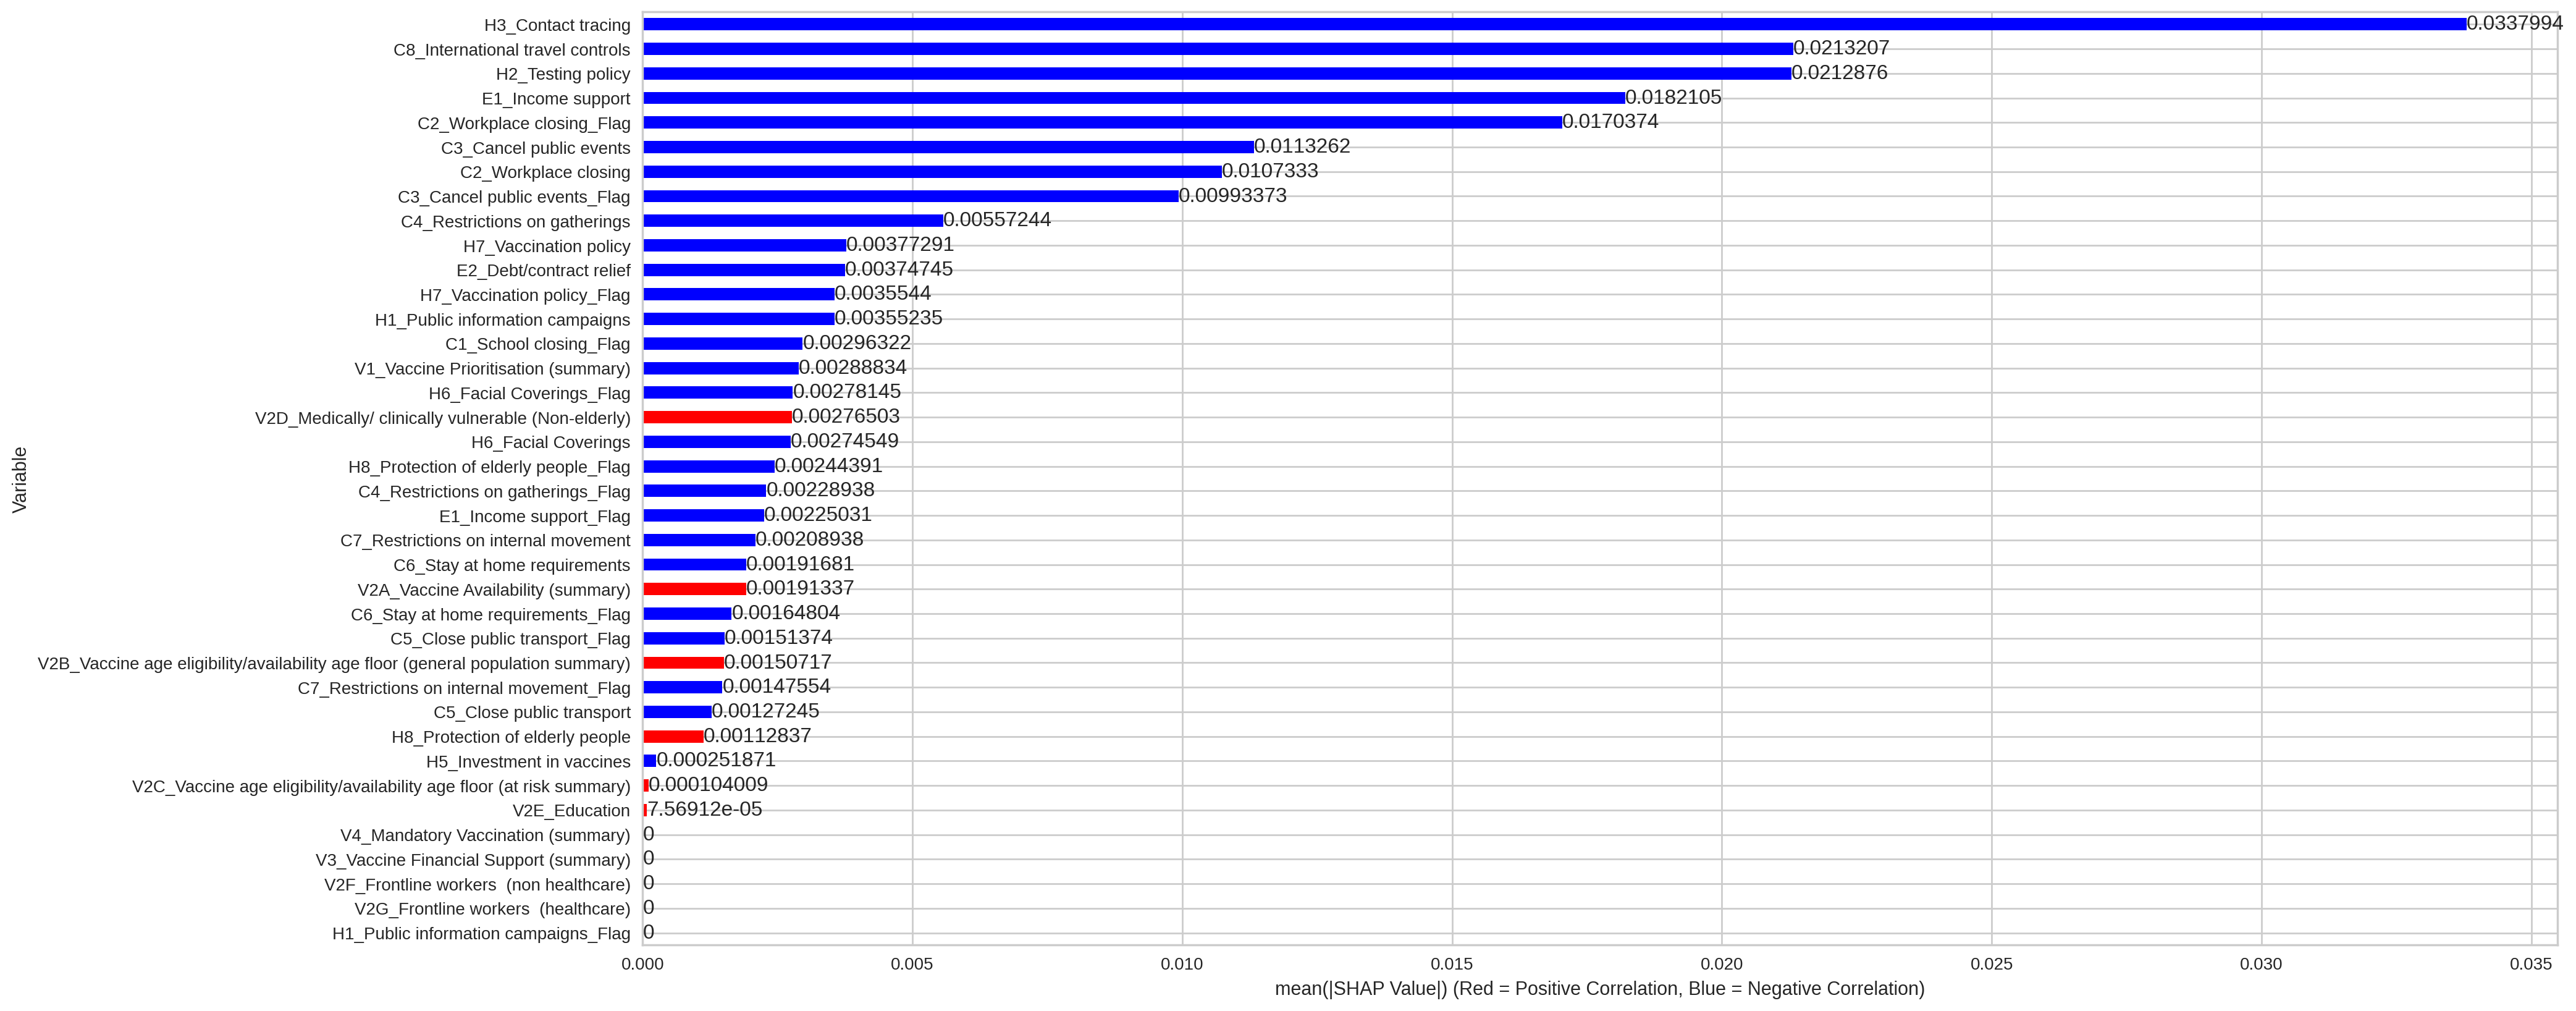 H3_Contact tracing 0.0337994
C8_International travel controls 0.0213207
H2_Testing policy 0.0212876
E1_Income support 0.0182105
C2_Workplace closing_Flag 0.0170374
C3_Cancel public events 0.0113262
C2_Workplace closing 0.0107333
C3_Cancel public events_Flag 0.00993373
C4_Restrictions on gatherings 0.00557244
H7_Vaccination policy 0.00377291
E2_Debt/contract relief 0.00374745
H7_Vaccination policy_Flag 0.0035544
H1_Public information campaigns 0.00355235
C1_School closing_Flag 0.00296322
V1_Vaccine Prioritisation (summary) 0.00288834
H6_Facial Coverings_Flag 0.00278145
V2D_Medically/ clinically vulnerable (Non-elderly) 0.00276503
H6_Facial Coverings 0.00274549
H8_Protection of elderly people_Flag 0.00244391
C4_Restrictions on gatherings_Flag 0.00228938
E1_Income support_Flag 0.00225031
C7_Restrictions on internal movement 0.00208938
C6_Stay at home requirements 0.00191681
V2A_Vaccine Availability (summary) 0.00191337
C6_Stay at home requirements_Flag 0.00164804
C5_Close public transport_Flag 0.00151374
V2B_Vaccine age eligibility/availability age floor (general population summary) 0.00150717
C7_Restrictions on internal movement_Flag 0.00147554
C5_Close public transport 0.00127245
H8_Protection of elderly people 0.00112837
H5_Investment in vaccines 0.000251871
V2C_Vaccine age eligibility/availability age floor (at risk summary) 0.000104009
V2E_Education 7.56912e-05
V4_Mandatory Vaccination (summary) 0
V3_Vaccine Financial Support (summary) 0
V2F_Frontline workers  (non healthcare) 0
V2G_Frontline workers  (healthcare) 0
H1_Public information campaigns_Flag 0
Variable
0.000 0.005 0.010 0.015 0.020 0.025 0.030 0.035
mean(|SHAP Value|) (Red = Positive Correlation, Blue = Negative Correlation)